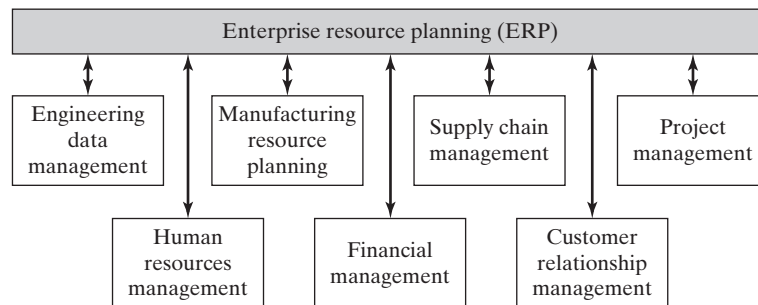 Enterprise resource planning (ERP)
Engineering
data
management
Manufacturing
resource
planning
Supply chain
management
Project
management
Human
resources
management
Financial
management
Customer
relationship
management